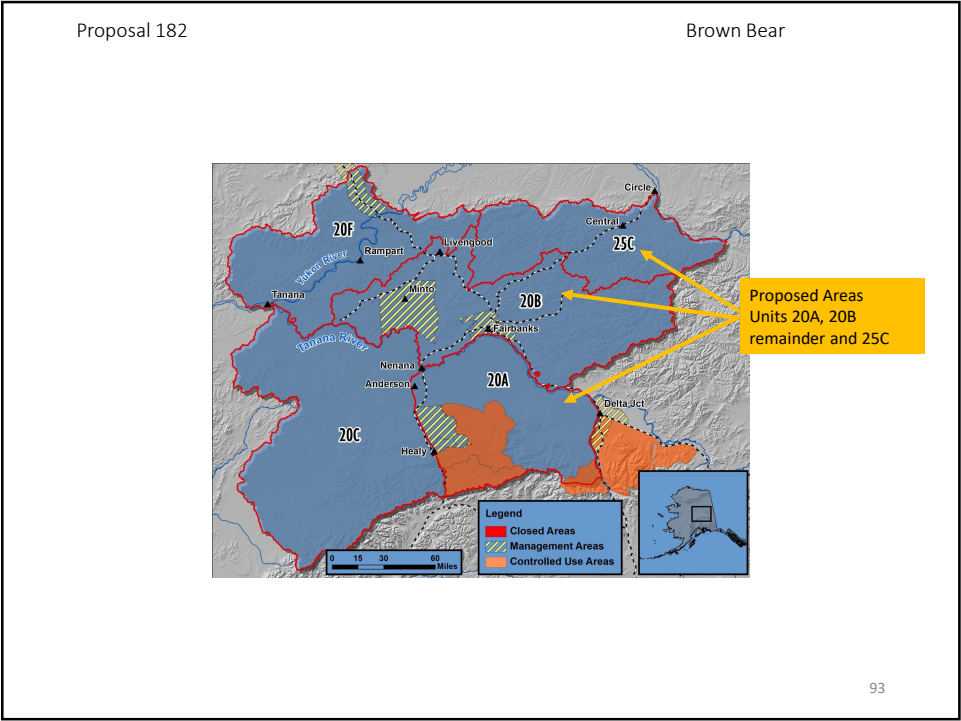 Proposal 182
Brown Bear
Circle
Central
25C
20F
Livengood
Rampart
Yukon River
Tanana
Minto
20B
Proposed Areas
Units 20A, 20B
remainder and 25C
Fairbanks
Tanana River
Nenana
20A
Anderson
Delta Jct
20C
Healy
Legend
Closed Areas
Management Areas
Controlled Use Areas
0 15 30 60
Miles
93